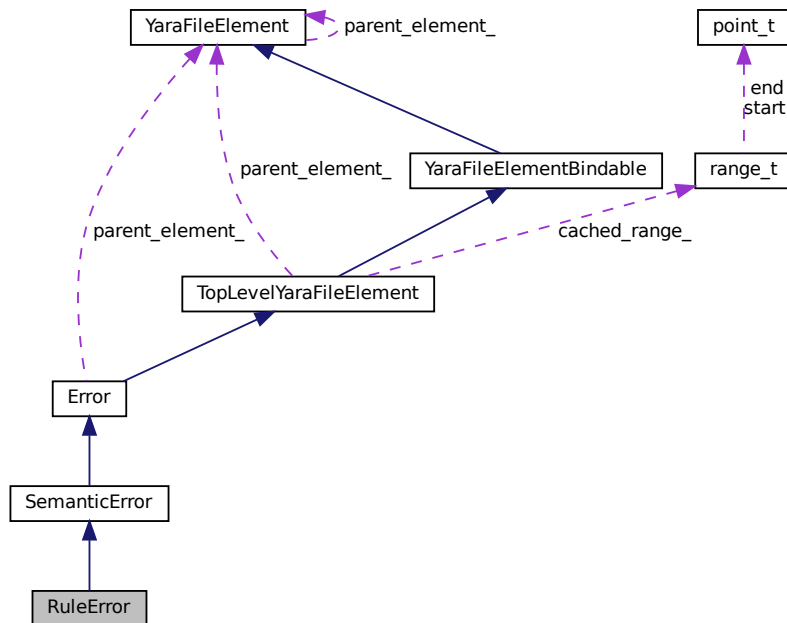 YaraFileElement
parent_element_
point_t
end
start
YaraFileElementBindable
range_t
parent_element_
parent_element_
cached_range_
TopLevelYaraFileElement
Error
SemanticError
RuleError